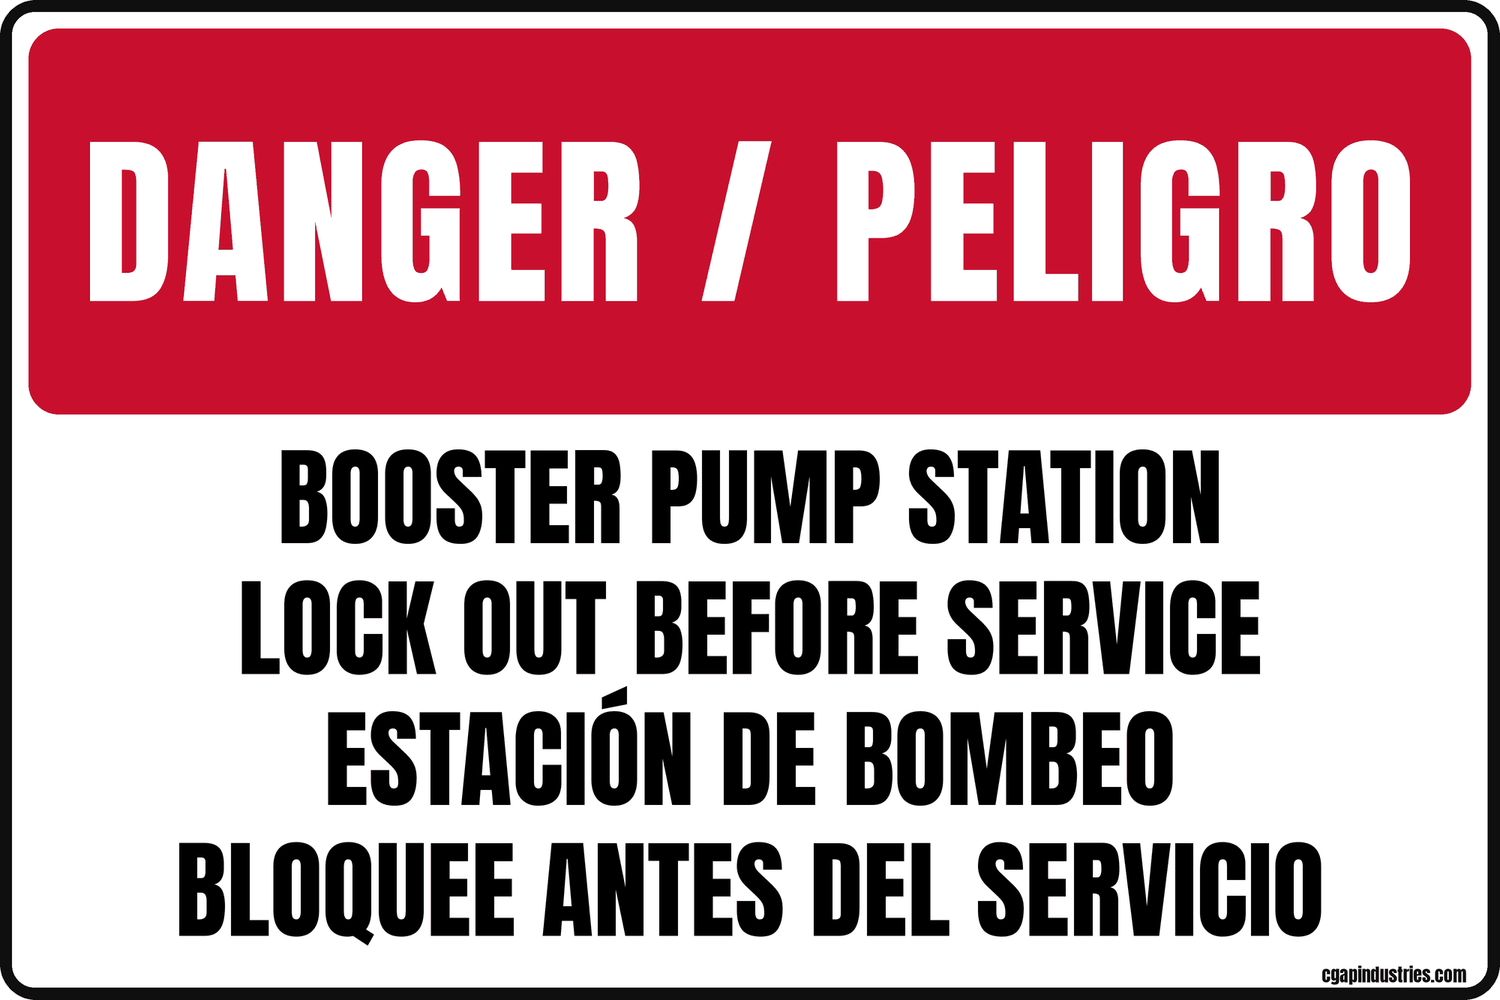 DANGER / PELIGRO
BOOSTER PUMP STATION
LOCK OUT BEFORE SERVICE
ESTACIÓN DE BOMBEO
BLOQUEE ANTES DEL SERVICIO
cgapindustries.com